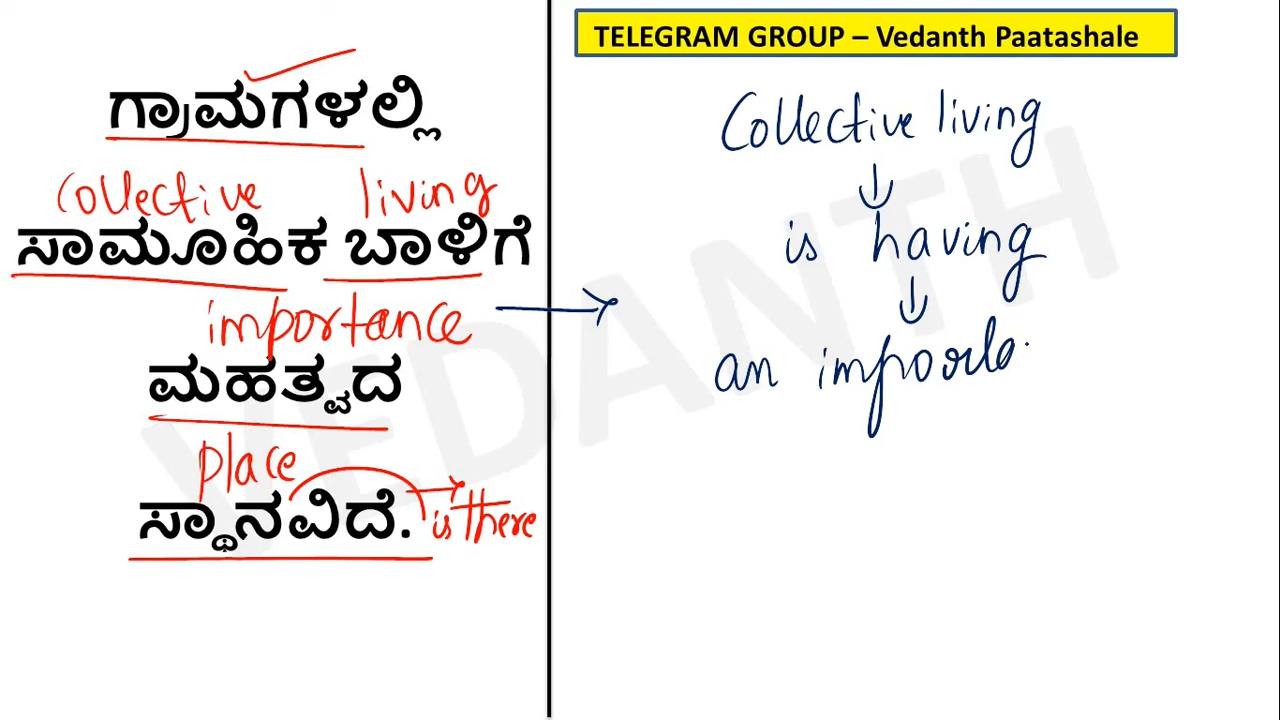 ಗ್ರಾಮಗಳಲ್ಲಿ
collective living
ಸಾಮೂಹಿಕ ಬಾಳಿಗೆ
importance
ಮಹತ್ವದ
place
ಸ್ಥಾನವಿದೆ.
is there
TELEGRAM GROUP – Vedanth Paatashale
Collective living
is having
an
VEDANTH